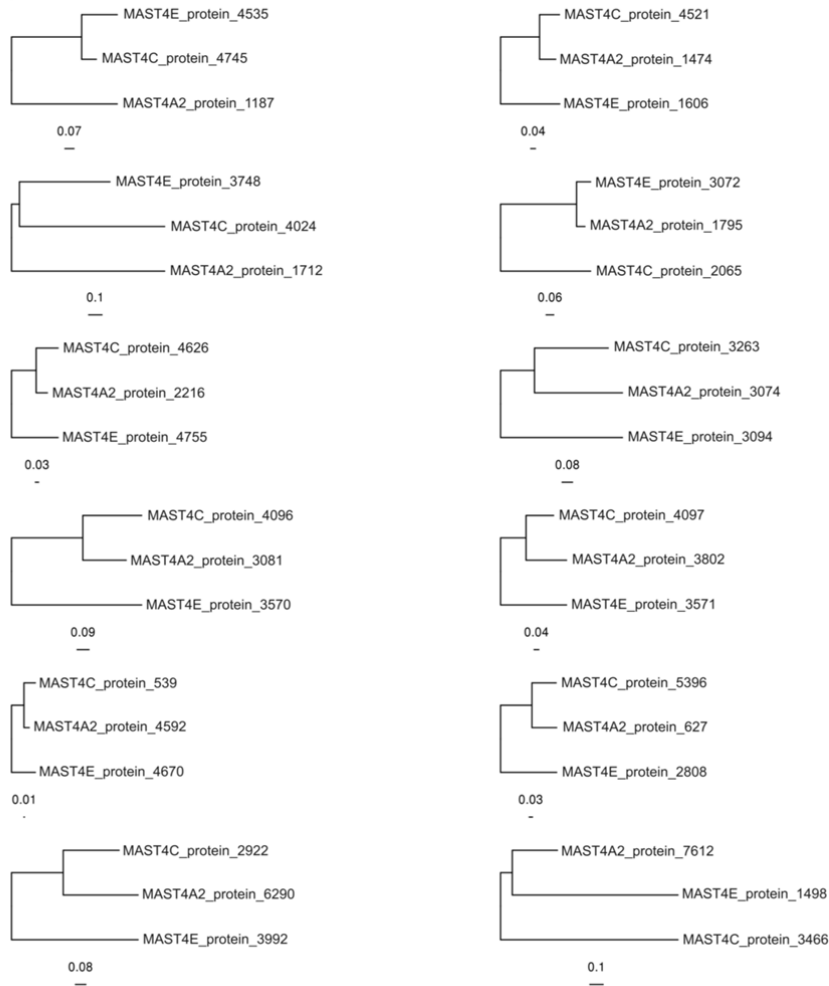 MAST4E_protein_4535
MAST4C_protein_4745
MAST4A2_protein_1187
0.07
MAST4C_protein_4521
MAST4A2_protein_1474
MAST4E_protein_1606
0.04
MAST4E_protein_3748
MAST4C_protein_4024
MAST4A2_protein_1712
0.1
MAST4E_protein_3072
MAST4A2_protein_1795
MAST4C_protein_2065
0.06
MAST4C_protein_4626
MAST4A2_protein_2216
MAST4E_protein_4755
0.03
MAST4C_protein_3263
MAST4A2_protein_3074
MAST4E_protein_3094
0.08
MAST4C_protein_4096
MAST4A2_protein_3081
MAST4E_protein_3570
0.09
MAST4C_protein_4097
MAST4A2_protein_3802
MAST4E_protein_3571
0.04
MAST4C_protein_539
MAST4A2_protein_4592
MAST4E_protein_4670
0.01
MAST4C_protein_5396
MAST4A2_protein_627
MAST4E_protein_2808
0.03
MAST4C_protein_2922
MAST4A2_protein_6290
MAST4E_protein_3992
0.08
MAST4A2_protein_7612
MAST4E_protein_1498
MAST4C_protein_3466
0.1